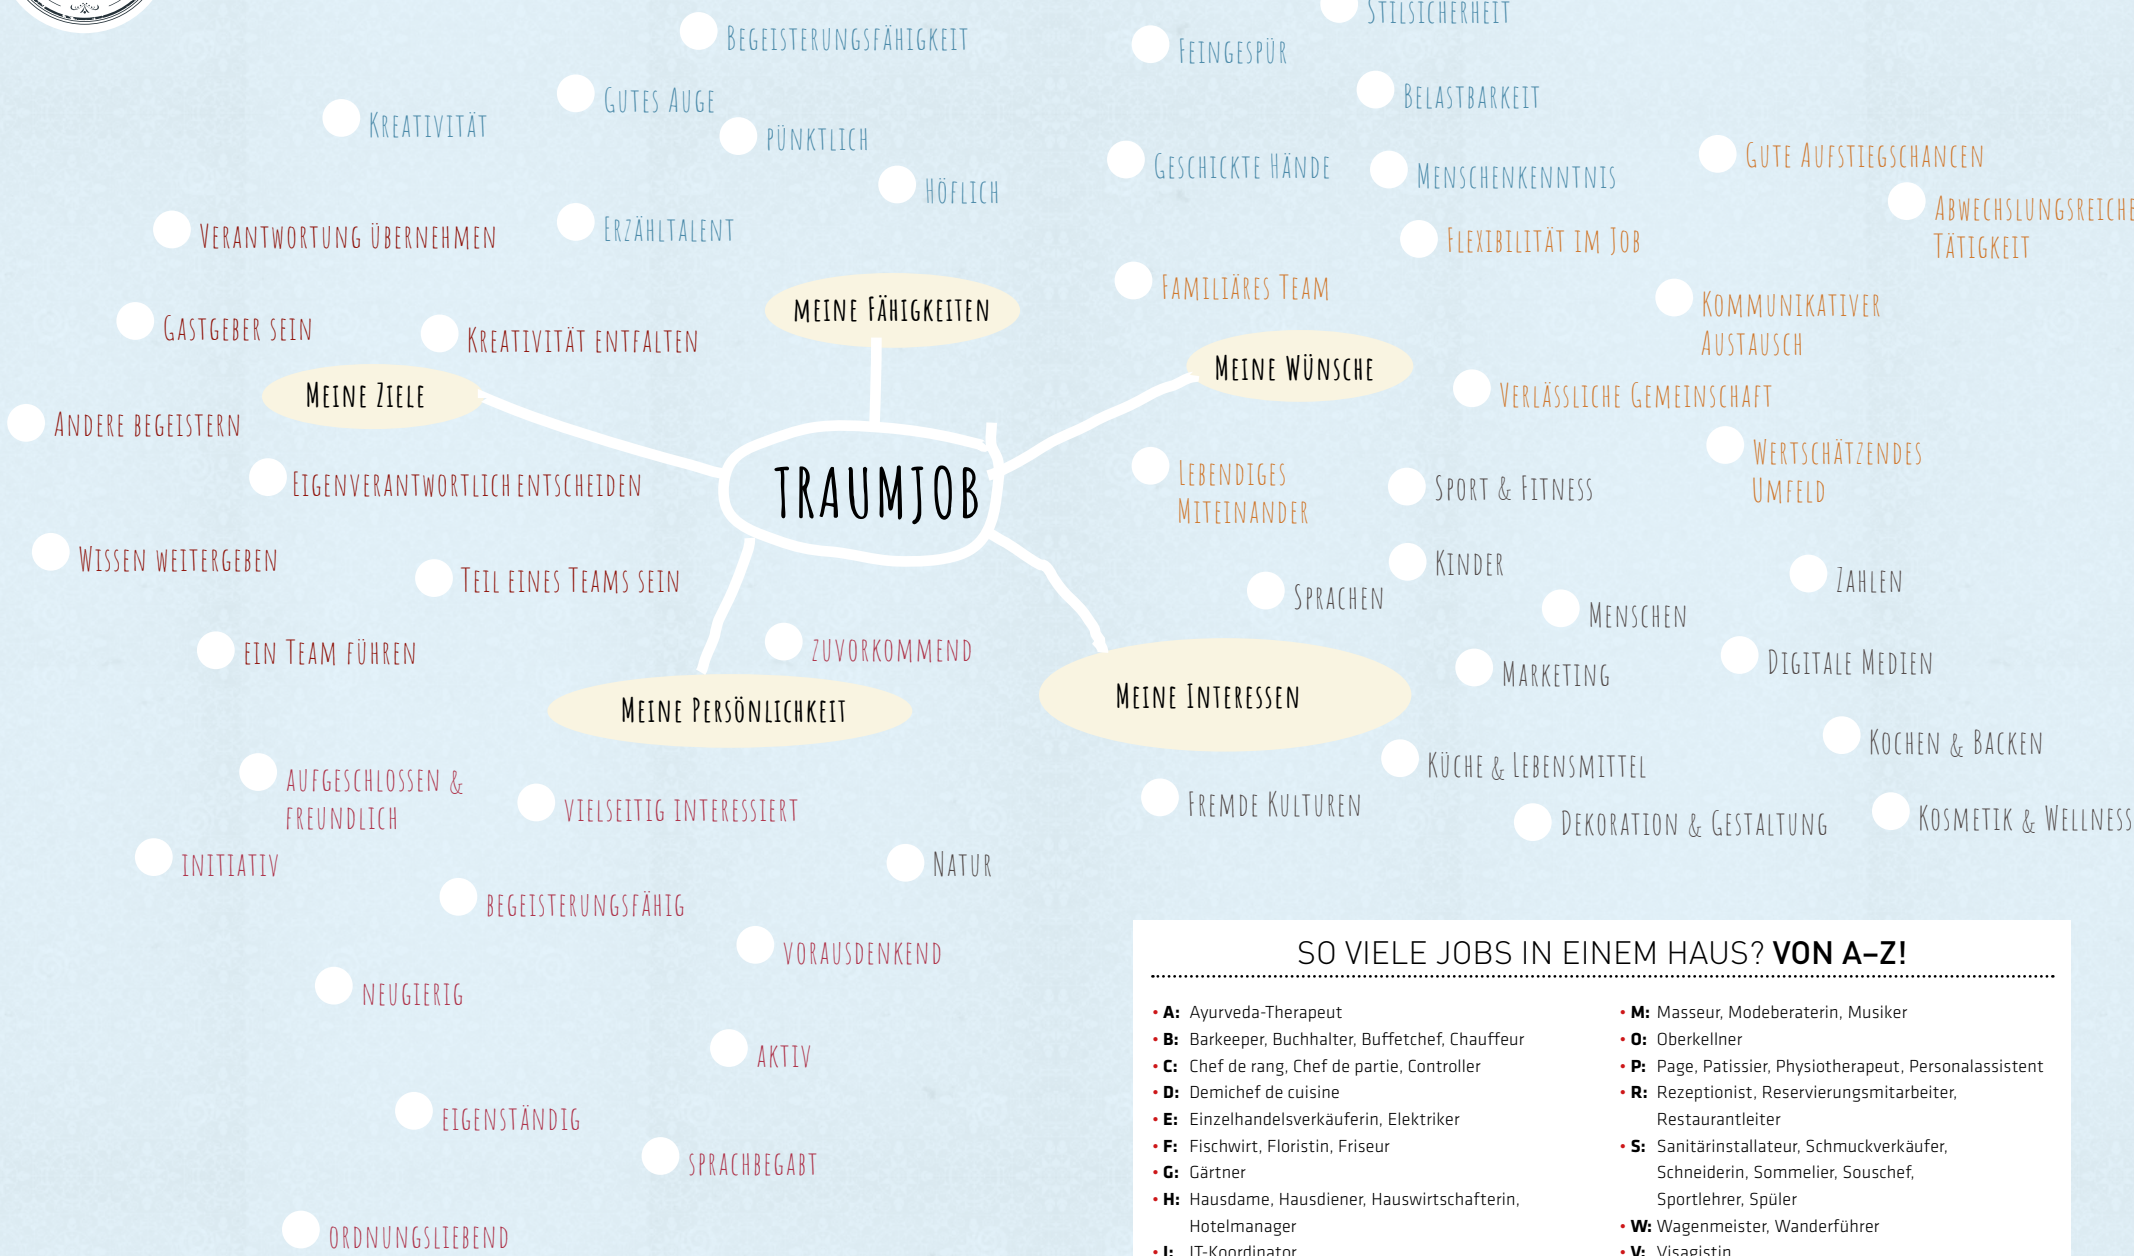 Stilsicherheit
Begeisterungsfähigkeit
Feingespür
Gutes Auge
Belastbarkeit
Kreativität
pünktlich
Gute Aufstiegschancen
Geschickte Hände
Menschenkenntnis
Höflich
Abwechslungsreiche
Tätigkeit
Verantwortung übernehmen
Erzähltalent
Flexibilität im Job
Familiäres Team
meine Fähigkeiten
Kommunikativer
Austausch
Gastgeber sein
Kreativität entfalten
Meine Wünsche
Meine Ziele
Verlässliche Gemeinschaft
Andere begeistern
Wertschätzendes
Umfeld
Lebendiges
Miteinander
Eigenverantwortlich entscheiden
TRAUMJOB
Sport & Fitness
Wissen weitergeben
Teil eines Teams sein
Kinder
Zahlen
Sprachen
Menschen
ein Team führen
zuvorkommend
Marketing
Digitale Medien
Meine Persönlichkeit
Meine Interessen
Kochen & Backen
Küche & Lebensmittel
aufgeschlossen &
freundlich
vielseitig interessiert
Fremde Kulturen
Dekoration & Gestaltung
Kosmetik & Wellness
initiativ
Natur
begeisterungsfähig
vorausdenkend
neugierig
aktiv
eigenständig
sprachbegabt
ordnungsliebend
SO VIELE JOBS IN EINEM HAUS? VON A–Z!
• A: Ayurveda-Therapeut
• B: Barkeeper, Buchhalter, Buffetchef, Chauffeur
• C: Chef de rang, Chef de partie, Controller
• D: Demichef de cuisine
• E: Einzelhandelsverkäuferin, Elektriker
• F: Fischwirt, Floristin, Friseur
• G: Gärtner
• H: Hausdame, Hausdiener, Hauswirtschafterin,
Hotelmanager
• I: IT-Koordinator
• M: Masseur, Modeberaterin, Musiker
• O: Oberkellner
• P: Page, Patissier, Physiotherapeut, Personalassistent
• R: Rezeptionist, Reservierungsmitarbeiter,
Restaurantleiter
• S: Sanitärinstallateur, Schmuckverkäufer,
Schneiderin, Sommelier, Souschef,
Sportlehrer, Spüler
• W: Wagenmeister, Wanderführer
• V: Visagistin